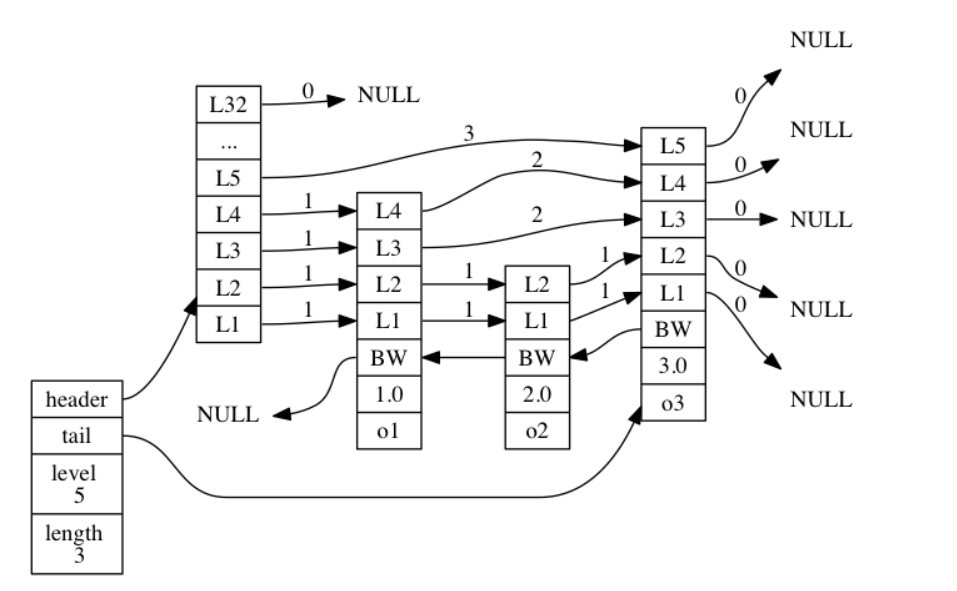 header
tail
level
5
length
3
L32
...
L5
L4
L3
L2
L1
0
NULL
3
1
1
1
1
L4
L3
L2
L1
BW
1.0
o1
NULL
2
2
1
1
L2
L1
BW
2.0
o2
1
1
L5
L4
L3
L2
L1
BW
3.0
o3
0
NULL
0
NULL
0
NULL
0
NULL
0
NULL